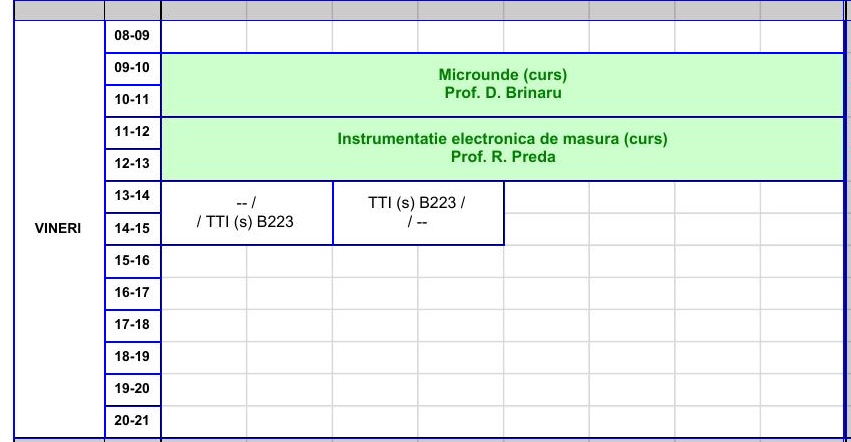 08-09
09-10
Microunde (curs)
Prof. D. Brinaru
10-11
11-12
Instrumentatie electronica de masura (curs)
Prof. R. Preda
12-13
VINERI
13-14
-- /
/ TTI (s) B223
TTI (s) B223 /
/ --
14-15
15-16
16-17
17-18
18-19
19-20
20-21